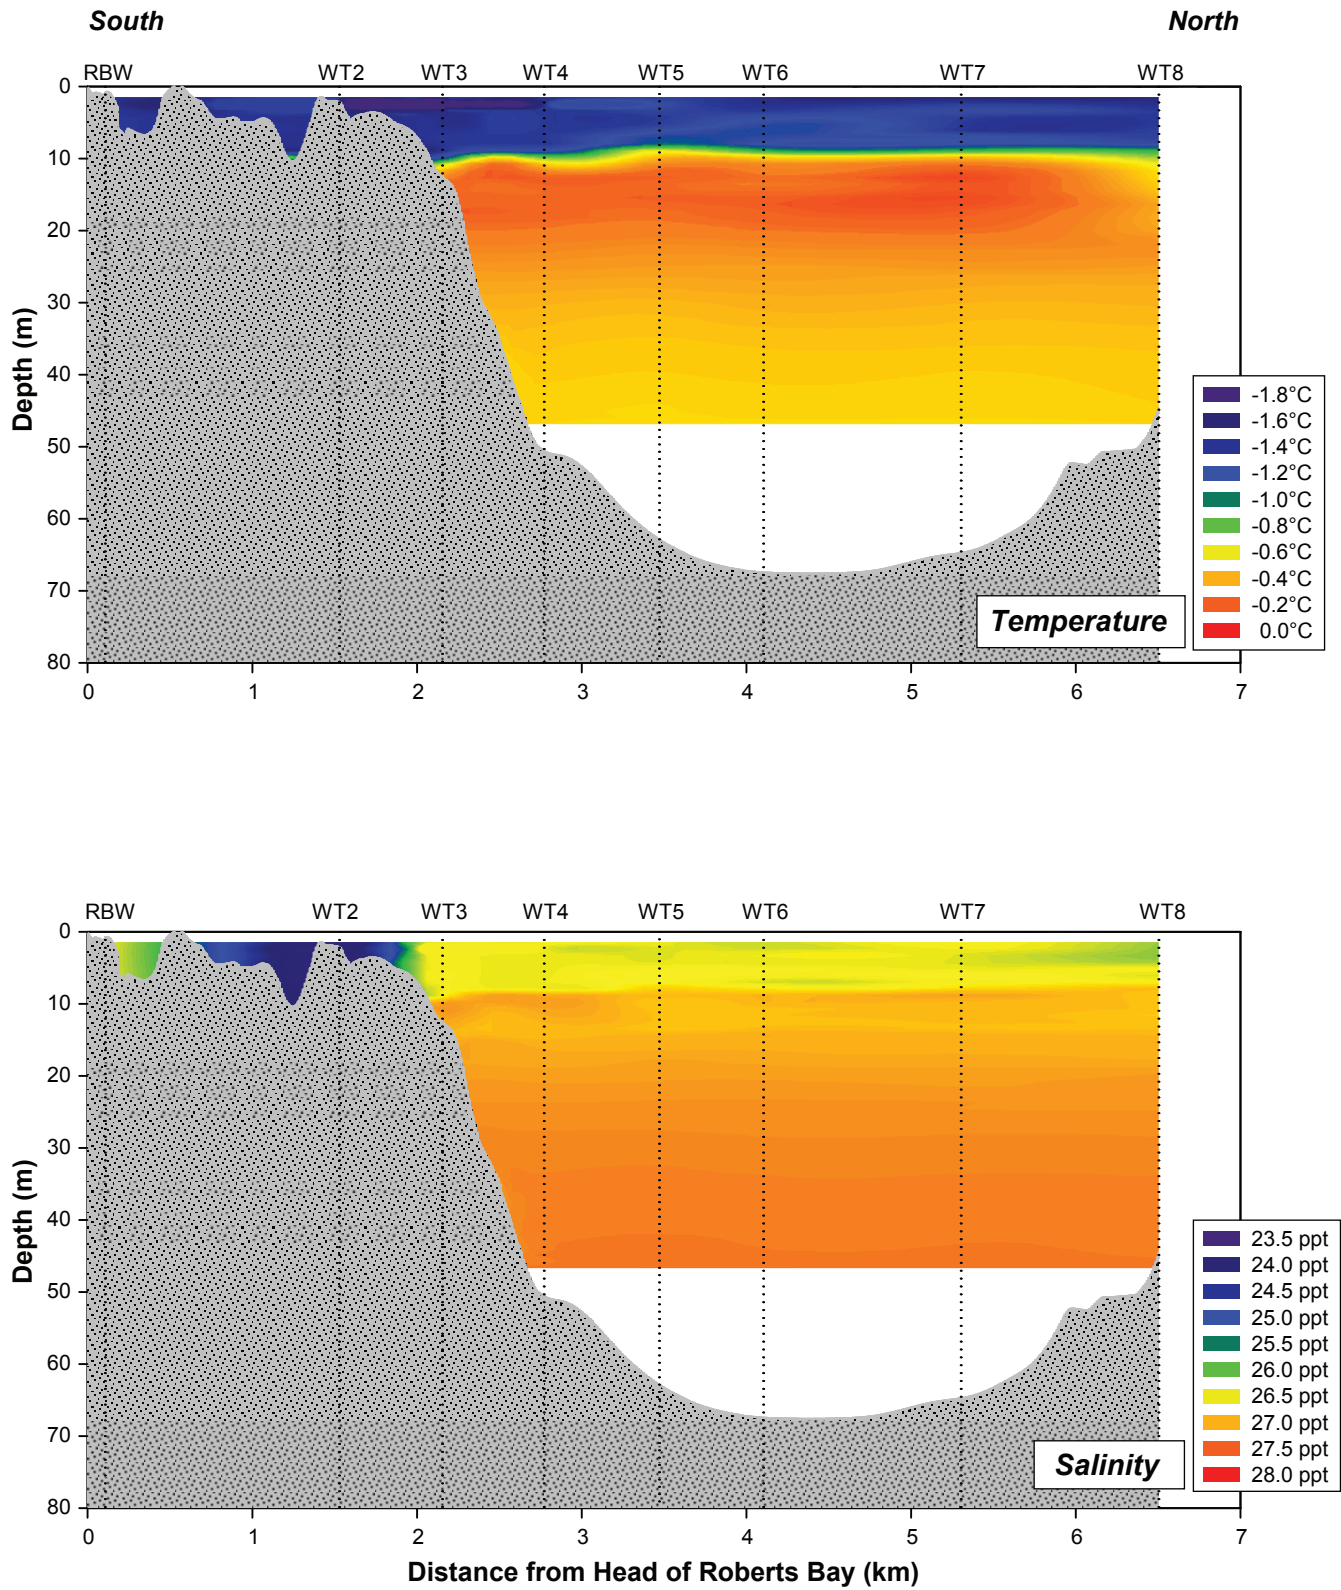 South North
RBW WT2 WT3 WT4 WT5 WT6 WT7 WT8
0
10
20
30
40
50
60
70
80
Depth (m)
-1.8°C
-1.6°C
-1.4°C
-1.2°C
-1.0°C
-0.8°C
-0.6°C
-0.4°C
-0.2°C
0.0°C
Temperature
0 1 2 3 4 5 6 7
RBW WT2 WT3 WT4 WT5 WT6 WT7 WT8
0
10
20
30
40
50
60
70
80
Depth (m)
23.5 ppt
24.0 ppt
24.5 ppt
25.0 ppt
25.5 ppt
26.0 ppt
26.5 ppt
27.0 ppt
27.5 ppt
28.0 ppt
Salinity
0 1 2 3 4 5 6 7
Distance from Head of Roberts Bay (km)